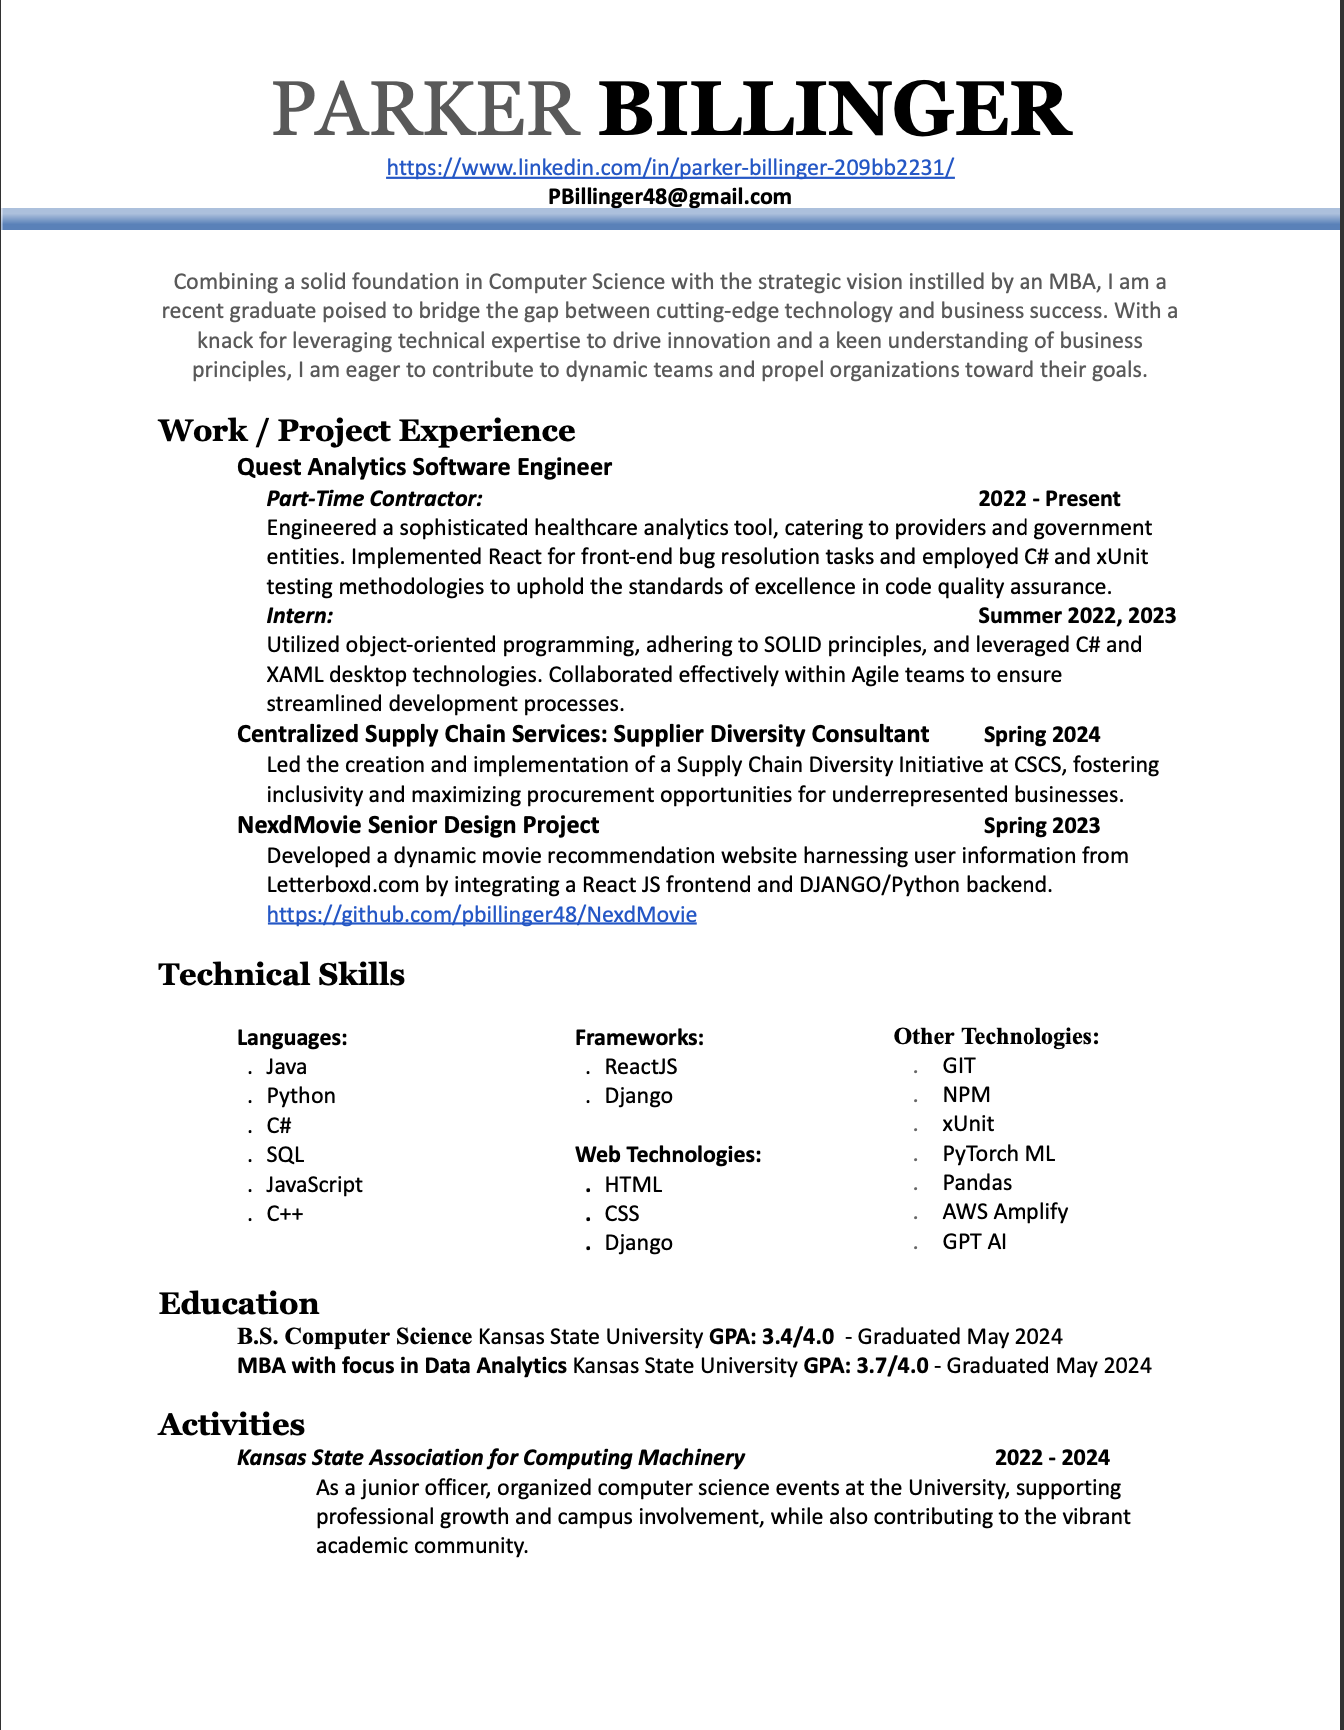 PARKER BILLINGER
https://www.linkedin.com/in/parker-billinger-209bb2231/
PBillinger48@gmail.com
Combining a solid foundation in Computer Science with the strategic vision instilled by an MBA, I am a
recent graduate poised to bridge the gap between cutting-edge technology and business success. With a
knack for leveraging technical expertise to drive innovation and a keen understanding of business
principles, I am eager to contribute to dynamic teams and propel organizations toward their goals.
Work / Project Experience
Quest Analytics Software Engineer
Part-Time Contractor: 2022 - Present
Engineered a sophisticated healthcare analytics tool, catering to providers and government
entities. Implemented React for front-end bug resolution tasks and employed C# and xUnit
testing methodologies to uphold the standards of excellence in code quality assurance.
Intern: Summer 2022, 2023
Utilized object-oriented programming, adhering to SOLID principles, and leveraged C# and
XAML desktop technologies. Collaborated effectively within Agile teams to ensure
streamlined development processes.
Centralized Supply Chain Services: Supplier Diversity Consultant Spring 2024
Led the creation and implementation of a Supply Chain Diversity Initiative at CSCS, fostering
inclusivity and maximizing procurement opportunities for underrepresented businesses.
NexdMovie Senior Design Project Spring 2023
Developed a dynamic movie recommendation website harnessing user information from
Letterboxd.com by integrating a React JS frontend and DJANGO/Python backend.
https://github.com/pbillinger48/NexdMovie
Technical Skills
Languages:
. Java
. Python
. C#
. SQL
. JavaScript
. C++
Frameworks:
. ReactJS
. Django
Web Technologies:
. HTML
. CSS
. Django
Other Technologies:
. GIT
. NPM
. xUnit
. PyTorch ML
. Pandas
. AWS Amplify
. GPT AI
Education
B.S. Computer Science Kansas State University GPA: 3.4/4.0 - Graduated May 2024
MBA with focus in Data Analytics Kansas State University GPA: 3.7/4.0 - Graduated May 2024
Activities
Kansas State Association for Computing Machinery 2022 - 2024
As a junior officer, organized computer science events at the University, supporting
professional growth and campus involvement, while also contributing to the vibrant
academic community.